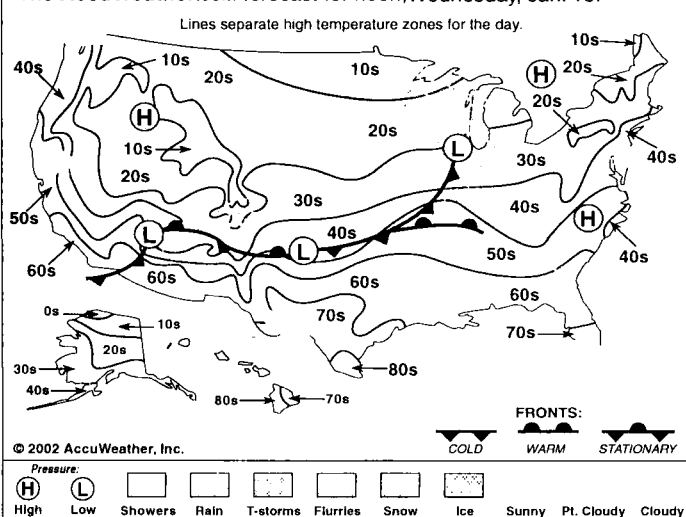 Lines separate high temperature zones for the day.
10s
40s
10s
20s
10s
H
20s
20s
H
10s
20s
L
30s
40s
20s
30s
50s
L
40s
40s
H
L
50s
40s
60s
60s
60s
60s
0s
10s
70s
70s
20s
30s
80s
40s
80s
70s
FRONTS:
© 2002 AccuWeather, Inc.
COLD WARM STATIONARY
Pressure:
H L
High Low Showers Rain T-storms Flurries Snow Ice Sunny Pt. Cloudy Cloudy